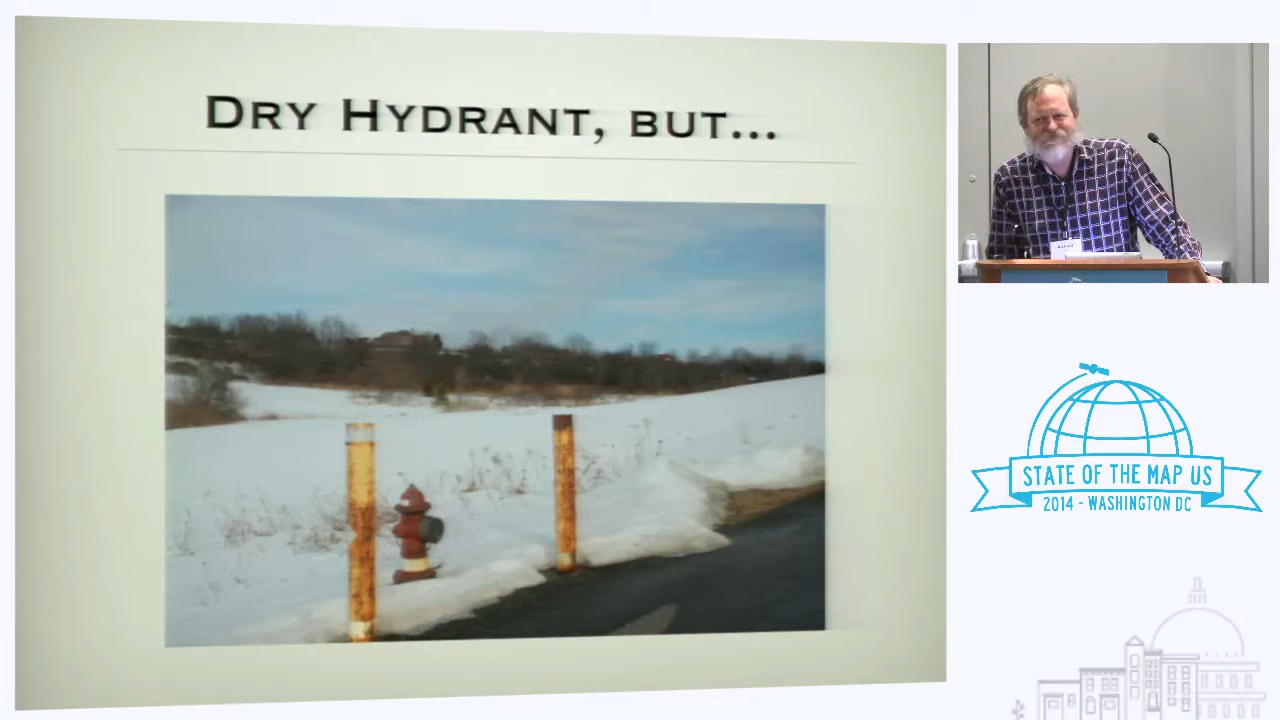 DRY HYDRANT, BUT...
STATE OF THE MAP US
2014 - WASHINGTON DC